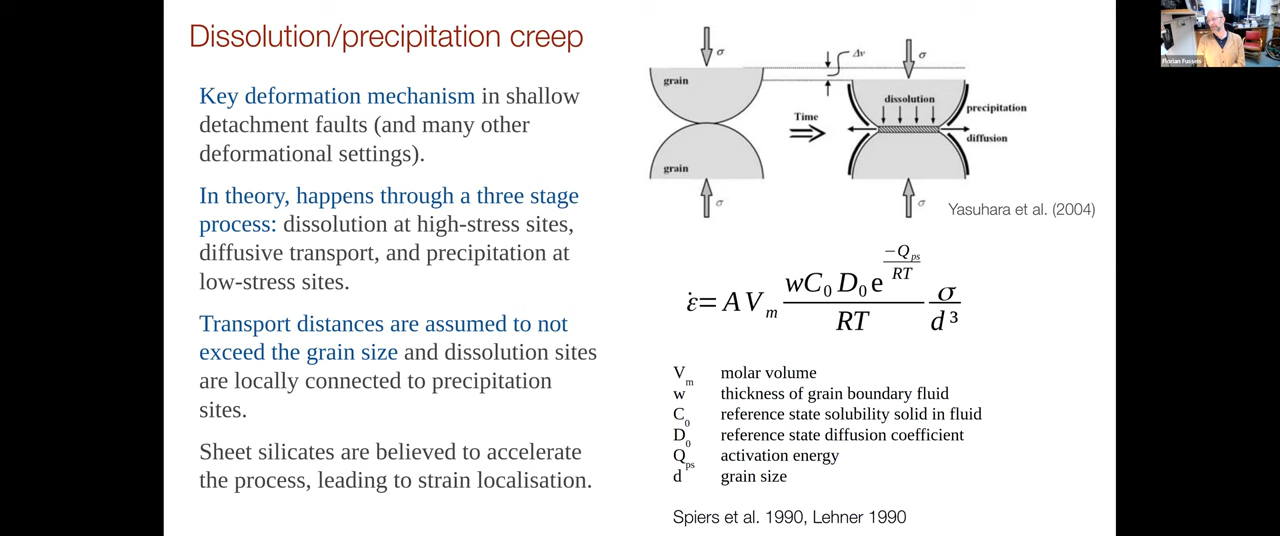 Dissolution/precipitation creep
Key deformation mechanism in shallow
detachment faults (and many other
deformational settings).
In theory, happens through a three stage
process: dissolution at high-stress sites,
diffusive transport, and precipitation at
low-stress sites.
Transport distances are assumed to not
exceed the grain size and dissolution sites
are locally connected to precipitation
sites.
Sheet silicates are believed to accelerate
the process, leading to strain localisation.
σ
grain
grain
σ
Time
Δv
σ
dissolution
precipitation
diffusion
σ
Yasuhara et al. (2004)
ε̇ = A V_m (w C_0 D_0 e^(−Q_ps/RT))/(RT) σ/d³
V_m molar volume
w thickness of grain boundary fluid
C_0 reference state solubility solid in fluid
D_0 reference state diffusion coefficient
Q_ps activation energy
d grain size
Spiers et al. 1990, Lehner 1990
Florian Fusseis